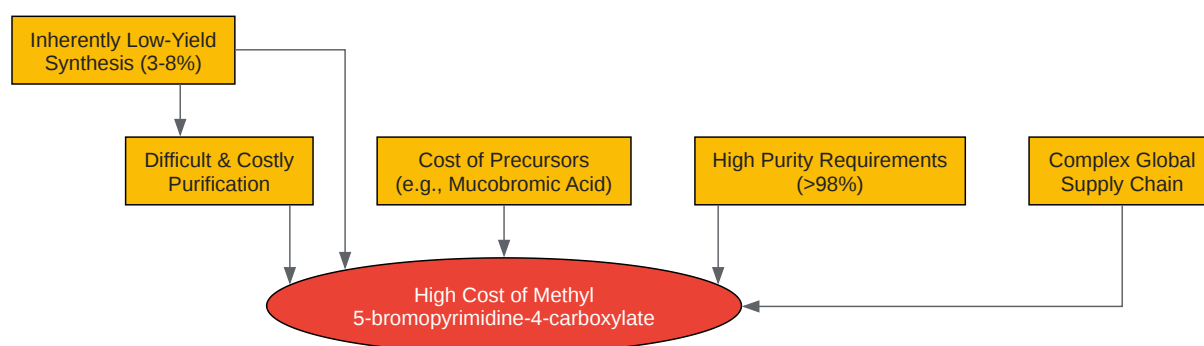 Inherently Low-Yield
Synthesis (3-8%)
Difficult & Costly
Purification
Cost of Precursors
(e.g., Mucobromic Acid)
High Purity Requirements
(>98%)
Complex Global
Supply Chain
High Cost of Methyl
5-bromopyrimidine-4-carboxylate